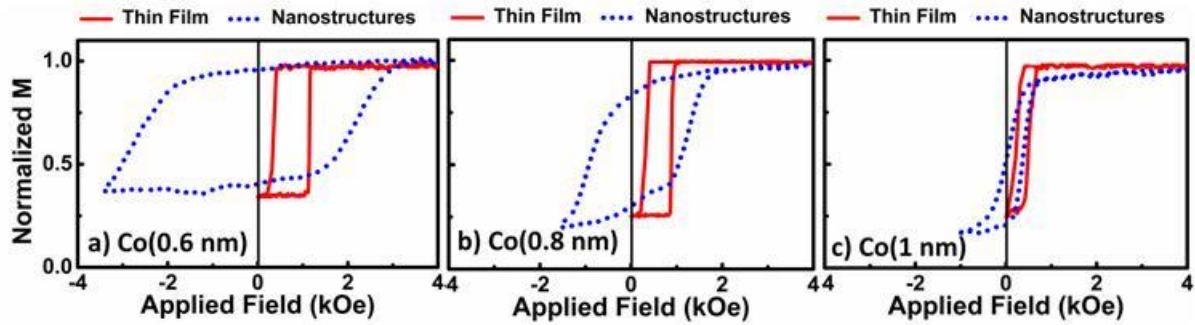 Thin Film Nanostructures Thin Film Nanostructures Thin Film Nanostructures
Normalized M
1.0
0.5
0.0
a) Co(0.6 nm) b) Co(0.8 nm) c) Co(1 nm)
-4 -2 0 2 4 -4 -2 0 2 4 -4 -2 0 2 4
Applied Field (kOe) Applied Field (kOe) Applied Field (kOe)